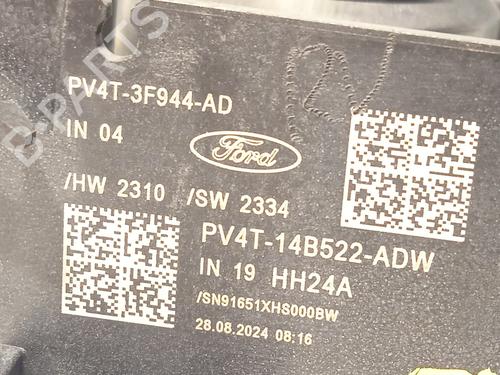 PV4T-3F944-AD
IN 04
Ford
/HW 2310 /SW 2334
PV4T-14B522-ADW
IN 19 HH24A
/SN91651XHS000BW
28.08.2024 08:16
D-PARTS